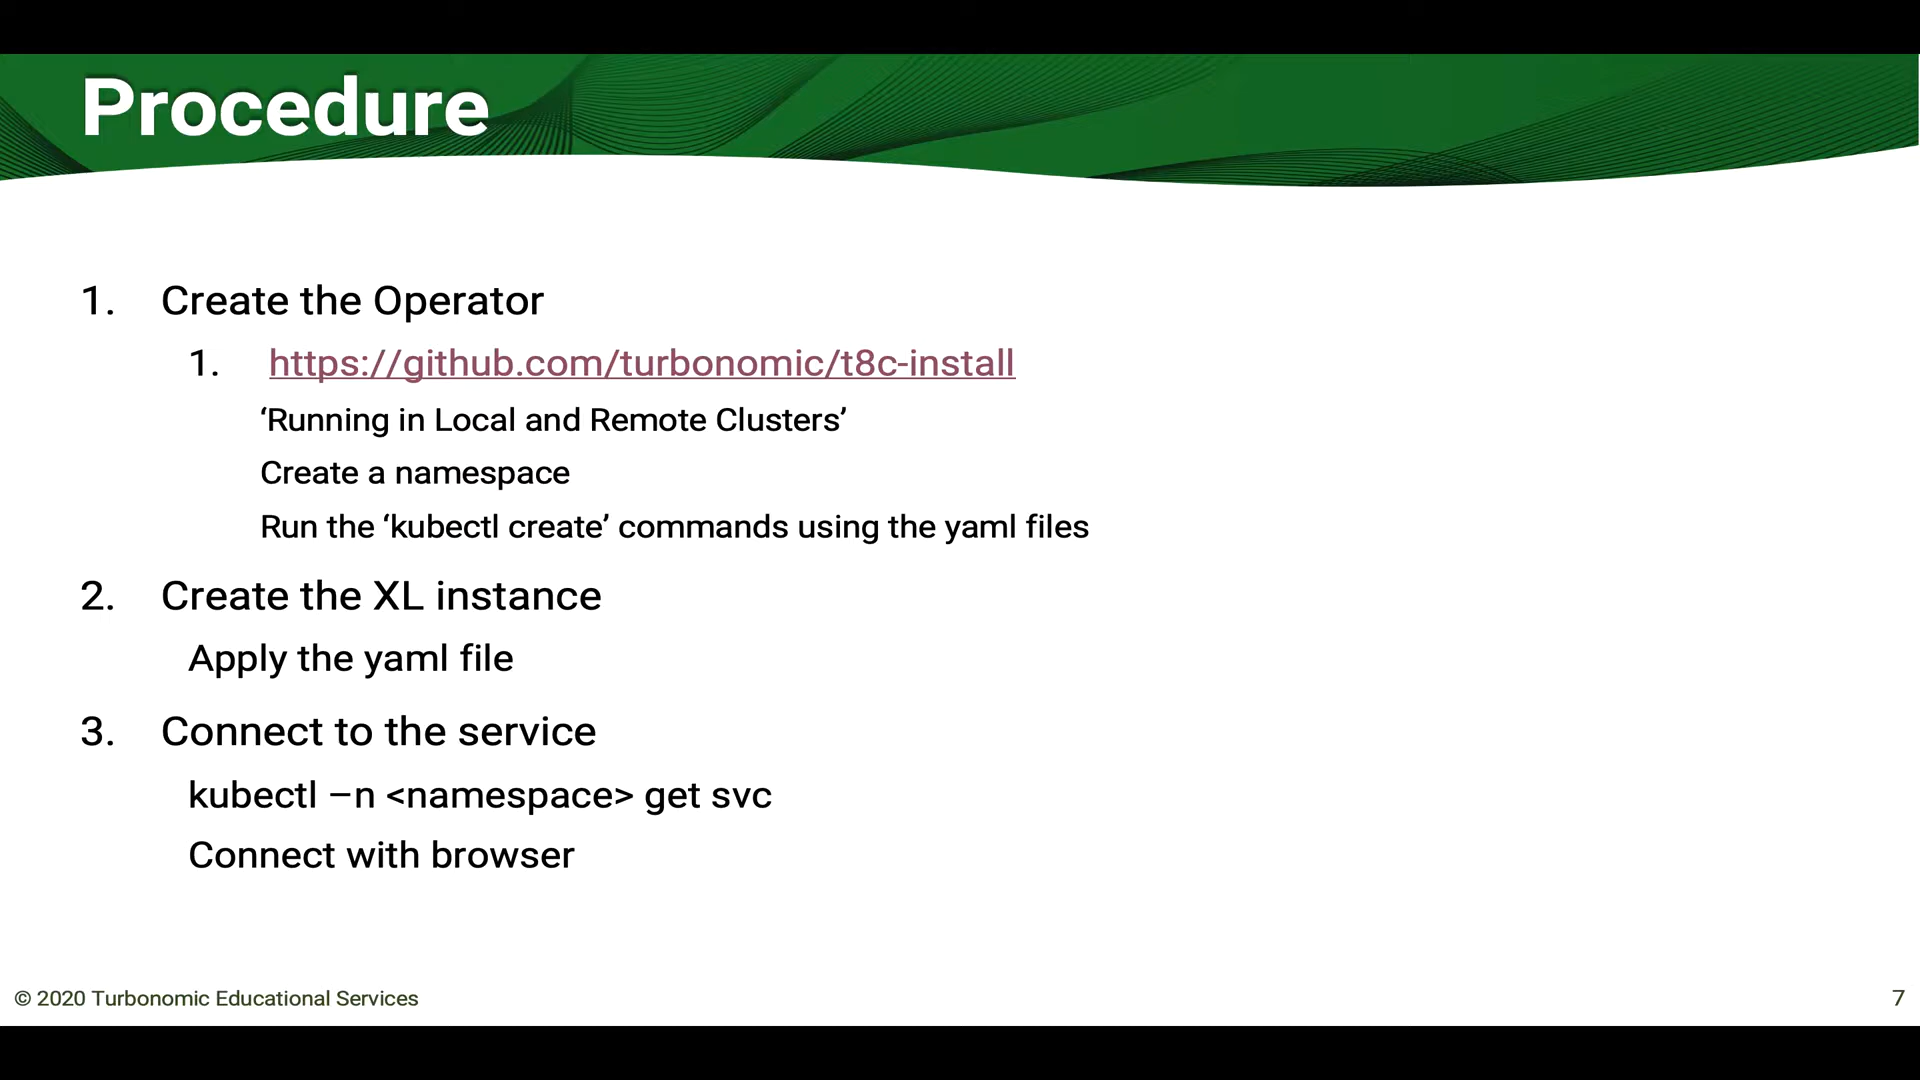 Procedure
1. Create the Operator
1. https://github.com/turbonomic/t8c-install
‘Running in Local and Remote Clusters’
Create a namespace
Run the ‘kubectl create’ commands using the yaml files
2. Create the XL instance
Apply the yaml file
3. Connect to the service
kubectl –n <namespace> get svc
Connect with browser
© 2020 Turbonomic Educational Services
7